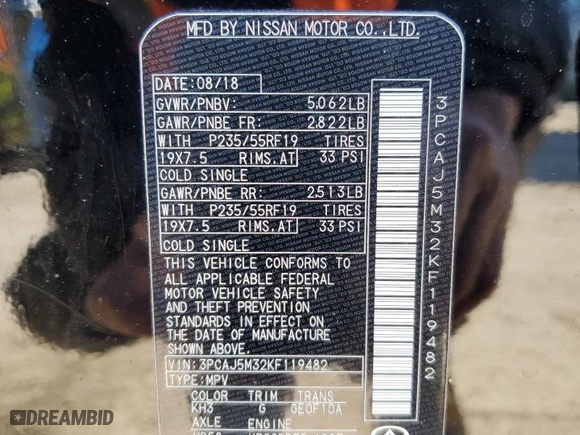 MFD BY NISSAN MOTOR CO.,LTD.
DATE:08/18
GVWR/PNBV: 5,062LB
GAWR/PNBE FR: 2,822LB
WITH P235/55RF19 TIRES
19X7.5 RIMS.AT 33 PSI
COLD SINGLE
GAWR/PNBE RR: 2,513LB
WITH P235/55RF19 TIRES
19X7.5 RIMS.AT 33 PSI
COLD SINGLE
THIS VEHICLE CONFORMS TO
ALL APPLICABLE FEDERAL
MOTOR VEHICLE SAFETY
AND THEFT PREVENTION
STANDARDS IN EFFECT ON
THE DATE OF MANUFACTURE
SHOWN ABOVE.
VIN:3PCAJ5M32KF119482
TYPE:MPV
COLOR TRIM TRANS
KH3 G GE0F10A
AXLE ENGINE
3PCAJ5M32KF119482
DREAMBID